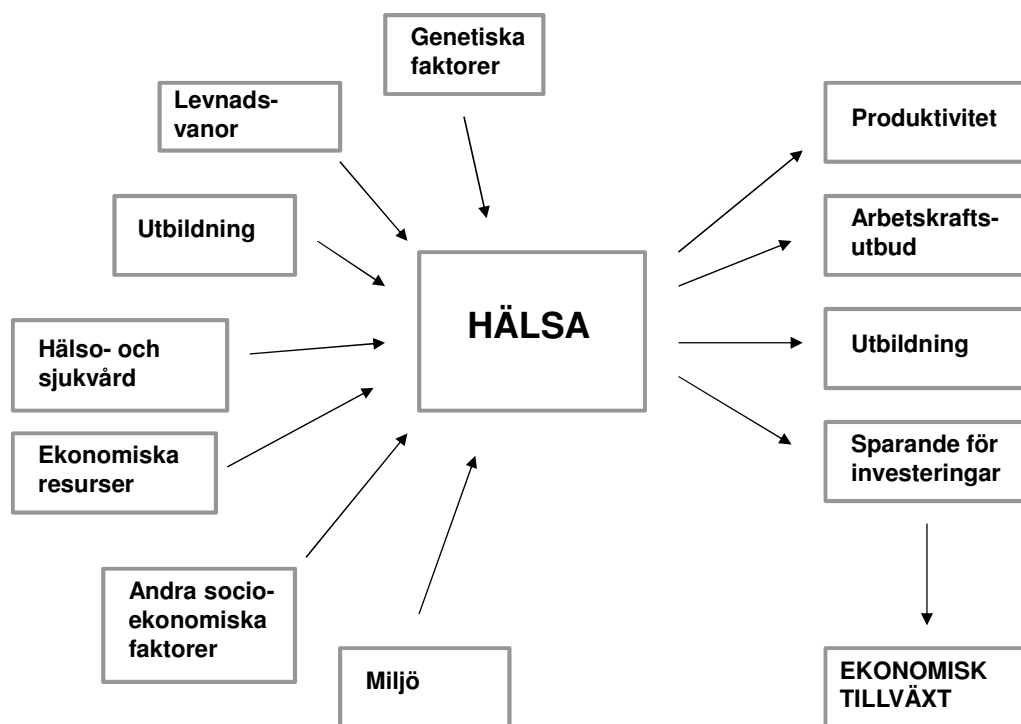 Genetiska
faktorer
Levnads-
vanor
Utbildning
Hälso- och
sjukvård
Ekonomiska
resurser
Andra socio-
ekonomiska
faktorer
Miljö
HÄLSA
Produktivitet
Arbetskrafts-
utbud
Utbildning
Sparande för
investeringar
EKONOMISK
TILLVÄXT